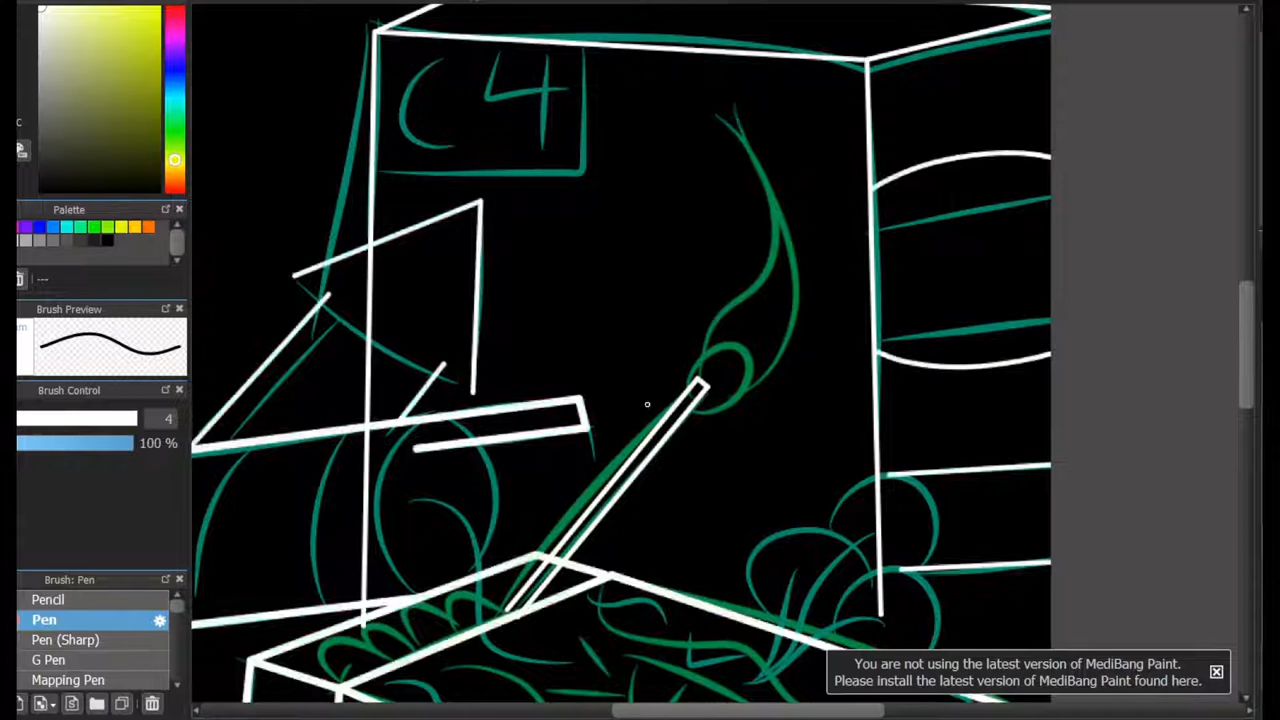 C4
c
Palette
---
Brush Preview
m
Brush Control
4
100 %
Brush: Pen
Pencil
Pen
Pen (Sharp)
G Pen
Mapping Pen
You are not using the latest version of MediBang Paint.
Please install the latest version of MediBang Paint found here.